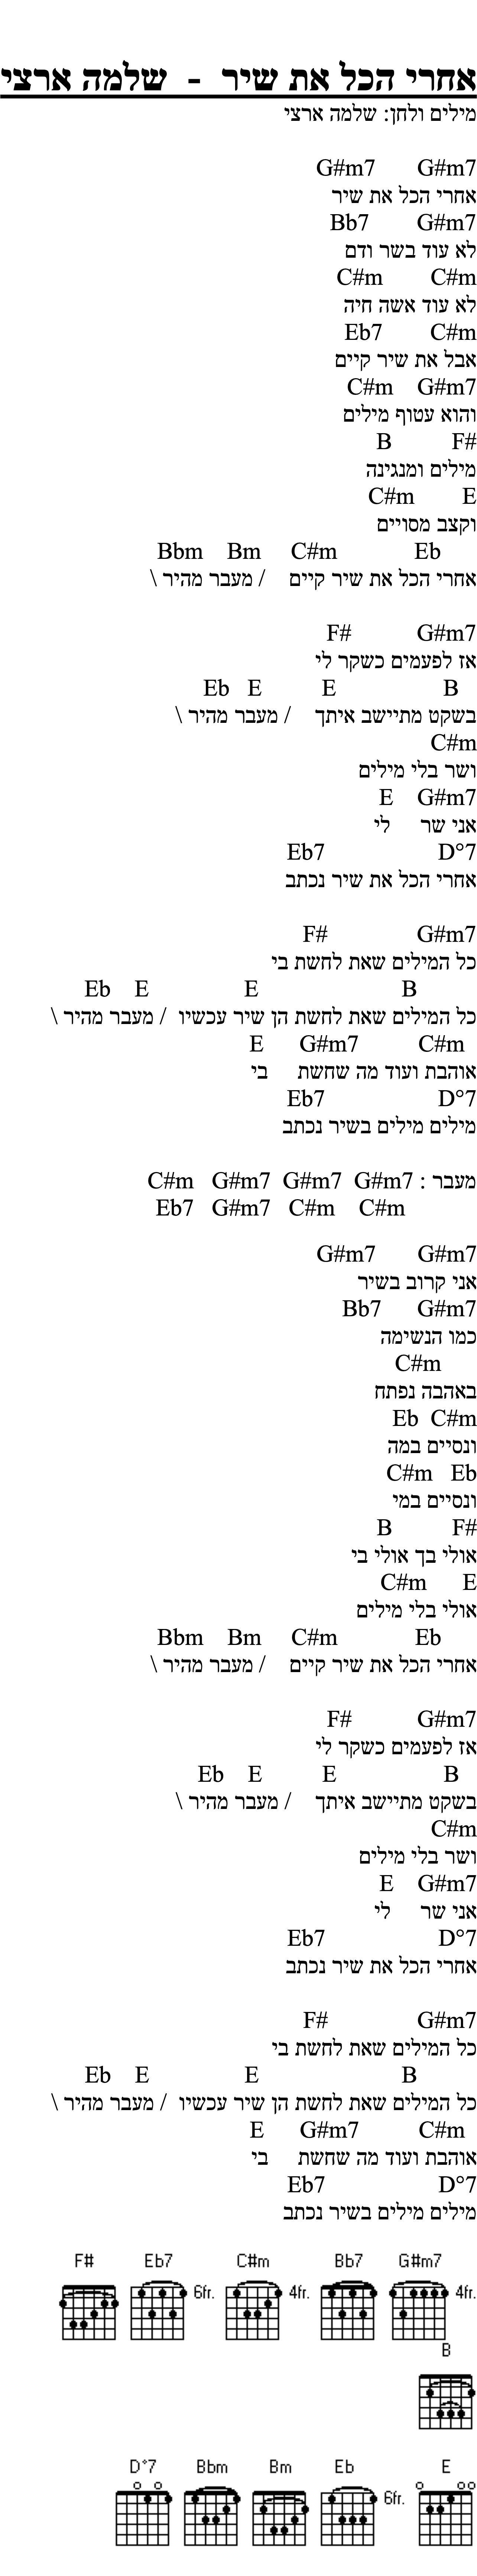 אחרי הכל את שיר - שלמה ארצי
מילים ולחן: שלמה ארצי
G#m7 G#m7
אחרי הכל את שיר
Bb7 G#m7
לא עוד בשר ודם
C#m C#m
לא עוד אשה חיה
Eb7 C#m
אבל את שיר קיים
C#m G#m7
והוא עטוף מילים
B F#
מילים ומנגינה
C#m E
וקצב מסויים
Bbm Bm C#m Eb
אחרי הכל את שיר קיים / מעבר מהיר \
F# G#m7
אז לפעמים כשקר לי
Eb E E B
בשקט מתיישב איתך / מעבר מהיר \
C#m
ושר בלי מילים
E G#m7
אני שר לי
Eb7 D°7
אחרי הכל את שיר נכתב
F# G#m7
כל המילים שאת לחשת בי
Eb E E B
כל המילים שאת לחשת הן שיר עכשיו / מעבר מהיר \
E G#m7 C#m
אוהבת ועוד מה שחשת בי
Eb7 D°7
מילים מילים בשיר נכתב
מעבר : C#m G#m7 G#m7 G#m7
Eb7 G#m7 C#m C#m
G#m7 G#m7
אני קרוב בשיר
Bb7 G#m7
כמו הנשימה
C#m
באהבה נפתח
Eb C#m
ונסיים במה
C#m Eb
ונסיים במי
B F#
אולי בך אולי בי
C#m E
אולי בלי מילים
Bbm Bm C#m Eb
אחרי הכל את שיר קיים / מעבר מהיר \
F# G#m7
אז לפעמים כשקר לי
Eb E E B
בשקט מתיישב איתך / מעבר מהיר \
C#m
ושר בלי מילים
E G#m7
אני שר לי
Eb7 D°7
אחרי הכל את שיר נכתב
F# G#m7
כל המילים שאת לחשת בי
Eb E E B
כל המילים שאת לחשת הן שיר עכשיו / מעבר מהיר \
E G#m7 C#m
אוהבת ועוד מה שחשת בי
Eb7 D°7
מילים מילים בשיר נכתב
F# Eb7 C#m Bb7 G#m7
6fr. 4fr. 4fr.
B
D°7 Bbm Bm Eb E
6fr.